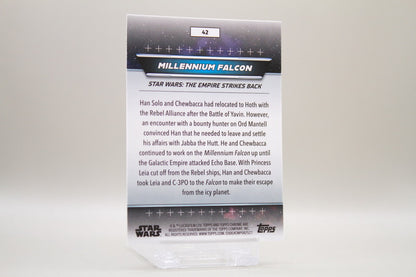 42
MILLENNIUM FALCON
STAR WARS: THE EMPIRE STRIKES BACK
Han Solo and Chewbacca had relocated to Hoth with
the Rebel Alliance after the Battle of Yavin. However,
an encounter with a bounty hunter on Ord Mantell
convinced Han that he needed to leave and settle
his affairs with Jabba the Hutt. He and Chewbacca
continued to work on the Millennium Falcon up until
the Galactic Empire attacked Echo Base. With Princess
Leia cut off from the Rebel ships, Han and Chewbacca
took Leia and C-3PO to the Falcon to make their escape
from the icy planet.
STAR WARS
Topps